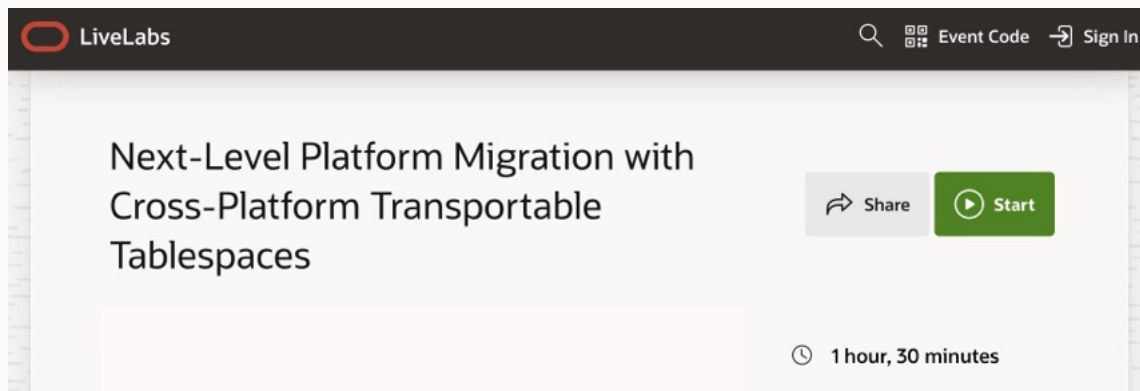 LiveLabs
Event Code
Sign In
Next-Level Platform Migration with
Cross-Platform Transportable
Tablespaces
Share
Start
1 hour, 30 minutes